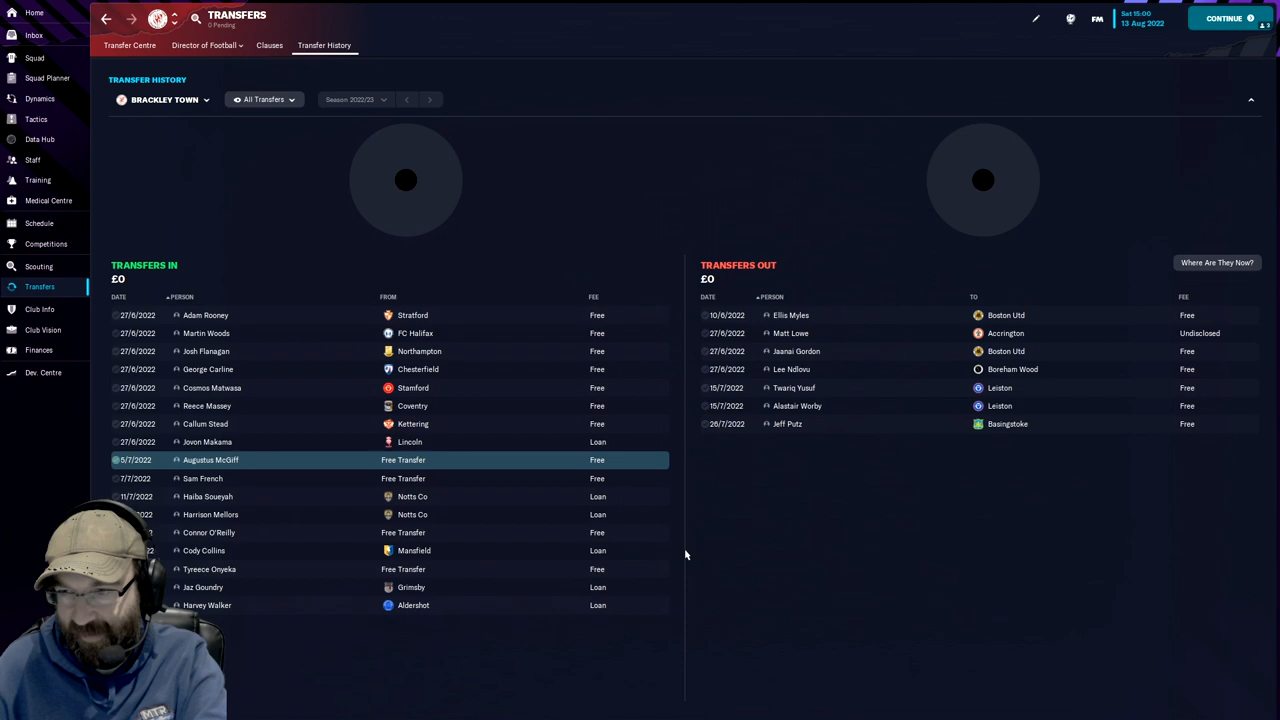 Home
Inbox
Squad
Squad Planner
Dynamics
Tactics
Data Hub
Staff
Training
Medical Centre
Schedule
Competitions
Scouting
Transfers
Club Info
Club Vision
Finances
Dev. Centre
TRANSFERS
0 Pending
FM
Sat 15:00
13 Aug 2022
CONTINUE
3
Transfer Centre Director of Football Clauses Transfer History
TRANSFER HISTORY
BRACKLEY TOWN All Transfers Season 2022/23
TRANSFERS IN
£0
DATE PERSON FROM FEE
27/6/2022 Adam Rooney Stratford Free
27/6/2022 Martin Woods FC Halifax Free
27/6/2022 Josh Flanagan Northampton Free
27/6/2022 George Carline Chesterfield Free
27/6/2022 Cosmos Matwasa Stamford Free
27/6/2022 Reece Massey Coventry Free
27/6/2022 Callum Stead Kettering Free
27/6/2022 Jovon Makama Lincoln Loan
5/7/2022 Augustus McGiff Free Transfer Free
7/7/2022 Sam French Free Transfer Free
11/7/2022 Haiba Soueyah Notts Co Loan
2022 Harrison Mellors Notts Co Loan
Connor O'Reilly Free Transfer Free
Cody Collins Mansfield Loan
Tyreece Onyeka Free Transfer Free
Jaz Goundry Grimsby Loan
Harvey Walker Aldershot Loan
TRANSFERS OUT
£0
Where Are They Now?
DATE PERSON TO FEE
10/6/2022 Ellis Myles Boston Utd Free
27/6/2022 Matt Lowe Accrington Undisclosed
27/6/2022 Jaanai Gordon Boston Utd Free
27/6/2022 Lee Ndlovu Boreham Wood Free
15/7/2022 Twariq Yusuf Leiston Free
15/7/2022 Alastair Worby Leiston Free
26/7/2022 Jeff Putz Basingstoke Free
MTR